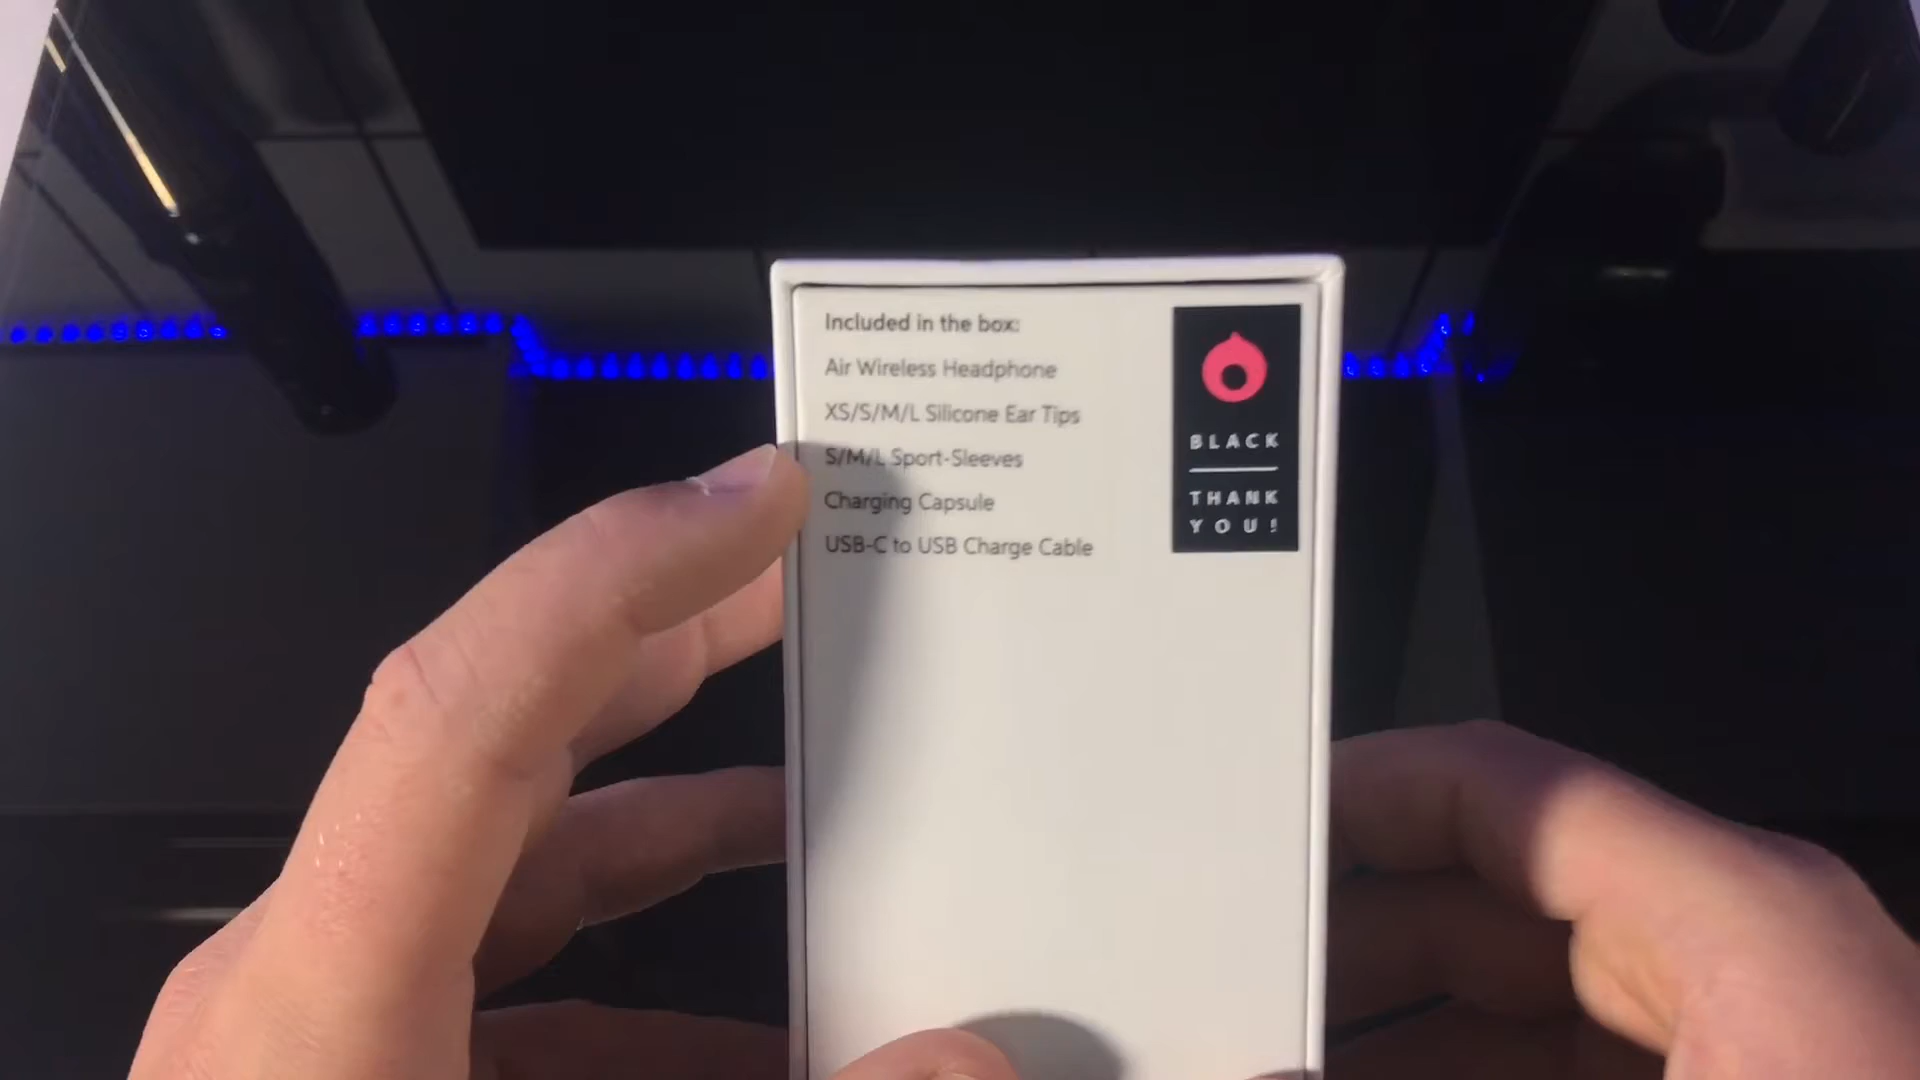 Included in the box:
Air Wireless Headphone
XS/S/M/L Silicone Ear Tips
S/M/L Sport-Sleeves
Charging Capsule
USB-C to USB Charge Cable
BLACK
THANK
YOU!